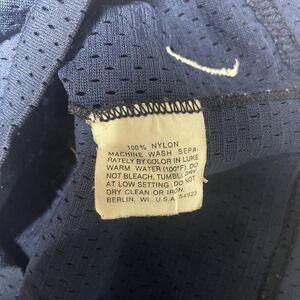 100% NYLON
MACHINE WASH SEPA-
RATELY BY COLOR IN LUKE
WARM WATER (100°F). DO
NOT BLEACH. TUMBLE DRY
AT LOW SETTING. DO NOT
DRY CLEAN OR IRON.
BERLIN, WI. U.S.A. 54923